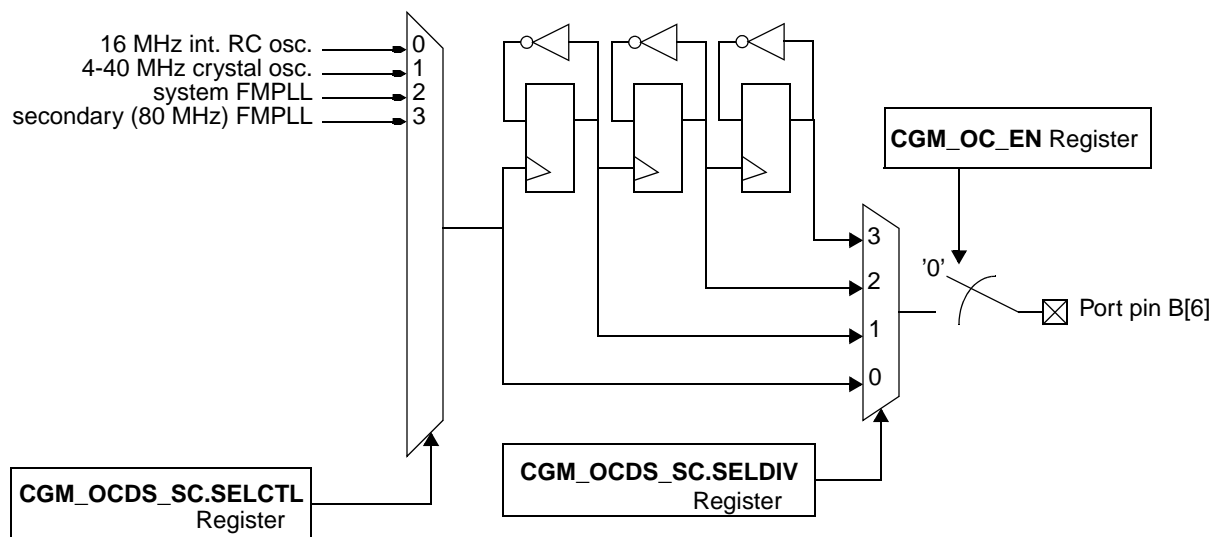 16 MHz int. RC osc.
4-40 MHz crystal osc.
system FMPLL
secondary (80 MHz) FMPLL
0
1
2
3
CGM_OC_EN Register
3
2
1
0
'0'
Port pin B[6]
CGM_OCDS_SC.SELCTL
Register
CGM_OCDS_SC.SELDIV
Register